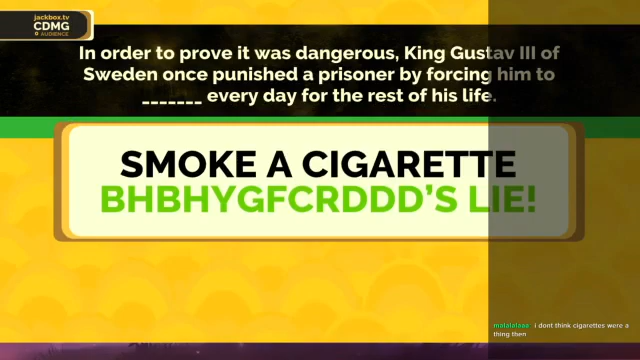 jackbox.tv
CDMG
AUDIENCE
In order to prove it was dangerous, King Gustav III of
Sweden once punished a prisoner by forcing him to
_______ every day for the rest of his life.
SMOKE A CIGARETTE
BHBHYGFCRDDD'S LIE!
malalalaaa: i dont think cigarettes were a
thing then